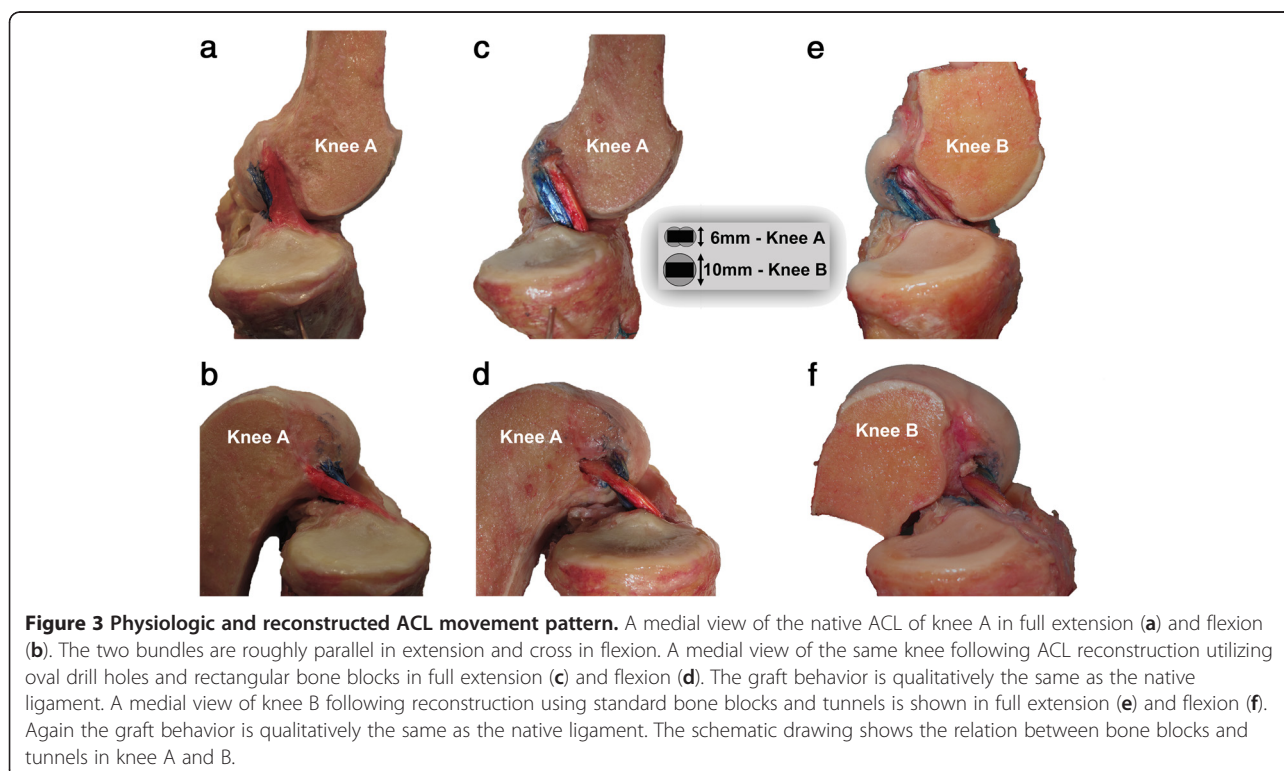 a
c
e
Knee A
Knee A
Knee B
6mm - Knee A
10mm - Knee B
b
d
f
Knee A
Knee A
Knee B
Figure 3 Physiologic and reconstructed ACL movement pattern. A medial view of the native ACL of knee A in full extension (a) and flexion
(b). The two bundles are roughly parallel in extension and cross in flexion. A medial view of the same knee following ACL reconstruction utilizing
oval drill holes and rectangular bone blocks in full extension (c) and flexion (d). The graft behavior is qualitatively the same as the native
ligament. A medial view of knee B following reconstruction using standard bone blocks and tunnels is shown in full extension (e) and flexion (f).
Again the graft behavior is qualitatively the same as the native ligament. The schematic drawing shows the relation between bone blocks and
tunnels in knee A and B.